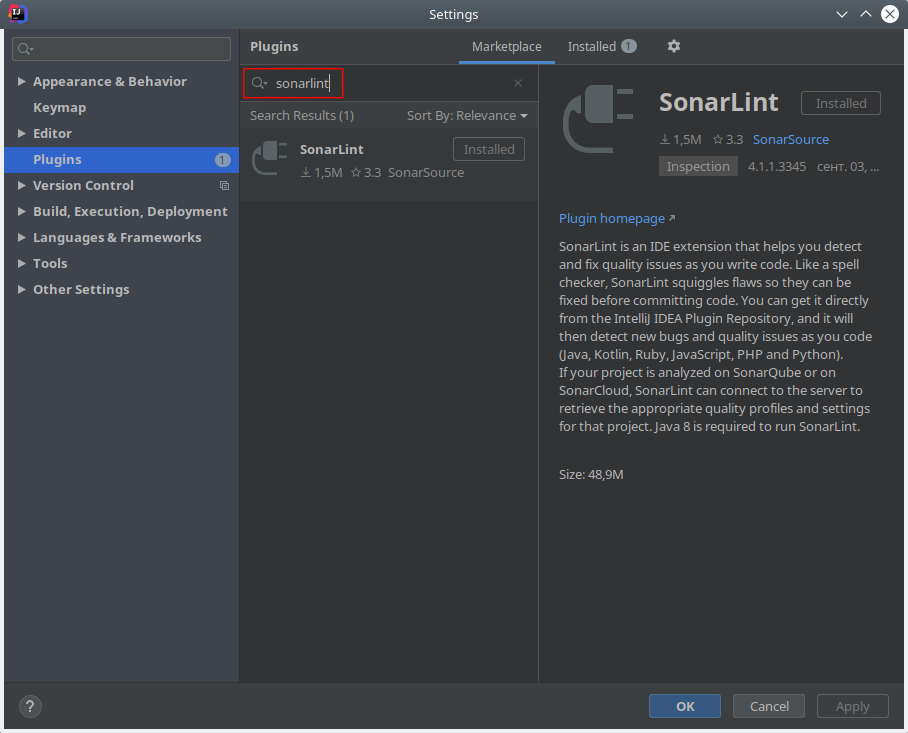 IJ
Settings
Plugins
Marketplace
Installed 1
Appearance & Behavior
Keymap
Editor
Plugins 1
Version Control
Build, Execution, Deployment
Languages & Frameworks
Tools
Other Settings
sonarlint
Search Results (1) Sort By: Relevance
SonarLint Installed
1,5M 3.3 SonarSource
SonarLint Installed
1,5M 3.3 SonarSource
Inspection 4.1.1.3345 сент. 03, ...
Plugin homepage
SonarLint is an IDE extension that helps you detect
and fix quality issues as you write code. Like a spell
checker, SonarLint squiggles flaws so they can be
fixed before committing code. You can get it directly
from the IntelliJ IDEA Plugin Repository, and it will
then detect new bugs and quality issues as you code
(Java, Kotlin, Ruby, JavaScript, PHP and Python).
If your project is analyzed on SonarQube or on
SonarCloud, SonarLint can connect to the server to
retrieve the appropriate quality profiles and settings
for that project. Java 8 is required to run SonarLint.
Size: 48,9M
?
OK
Cancel
Apply